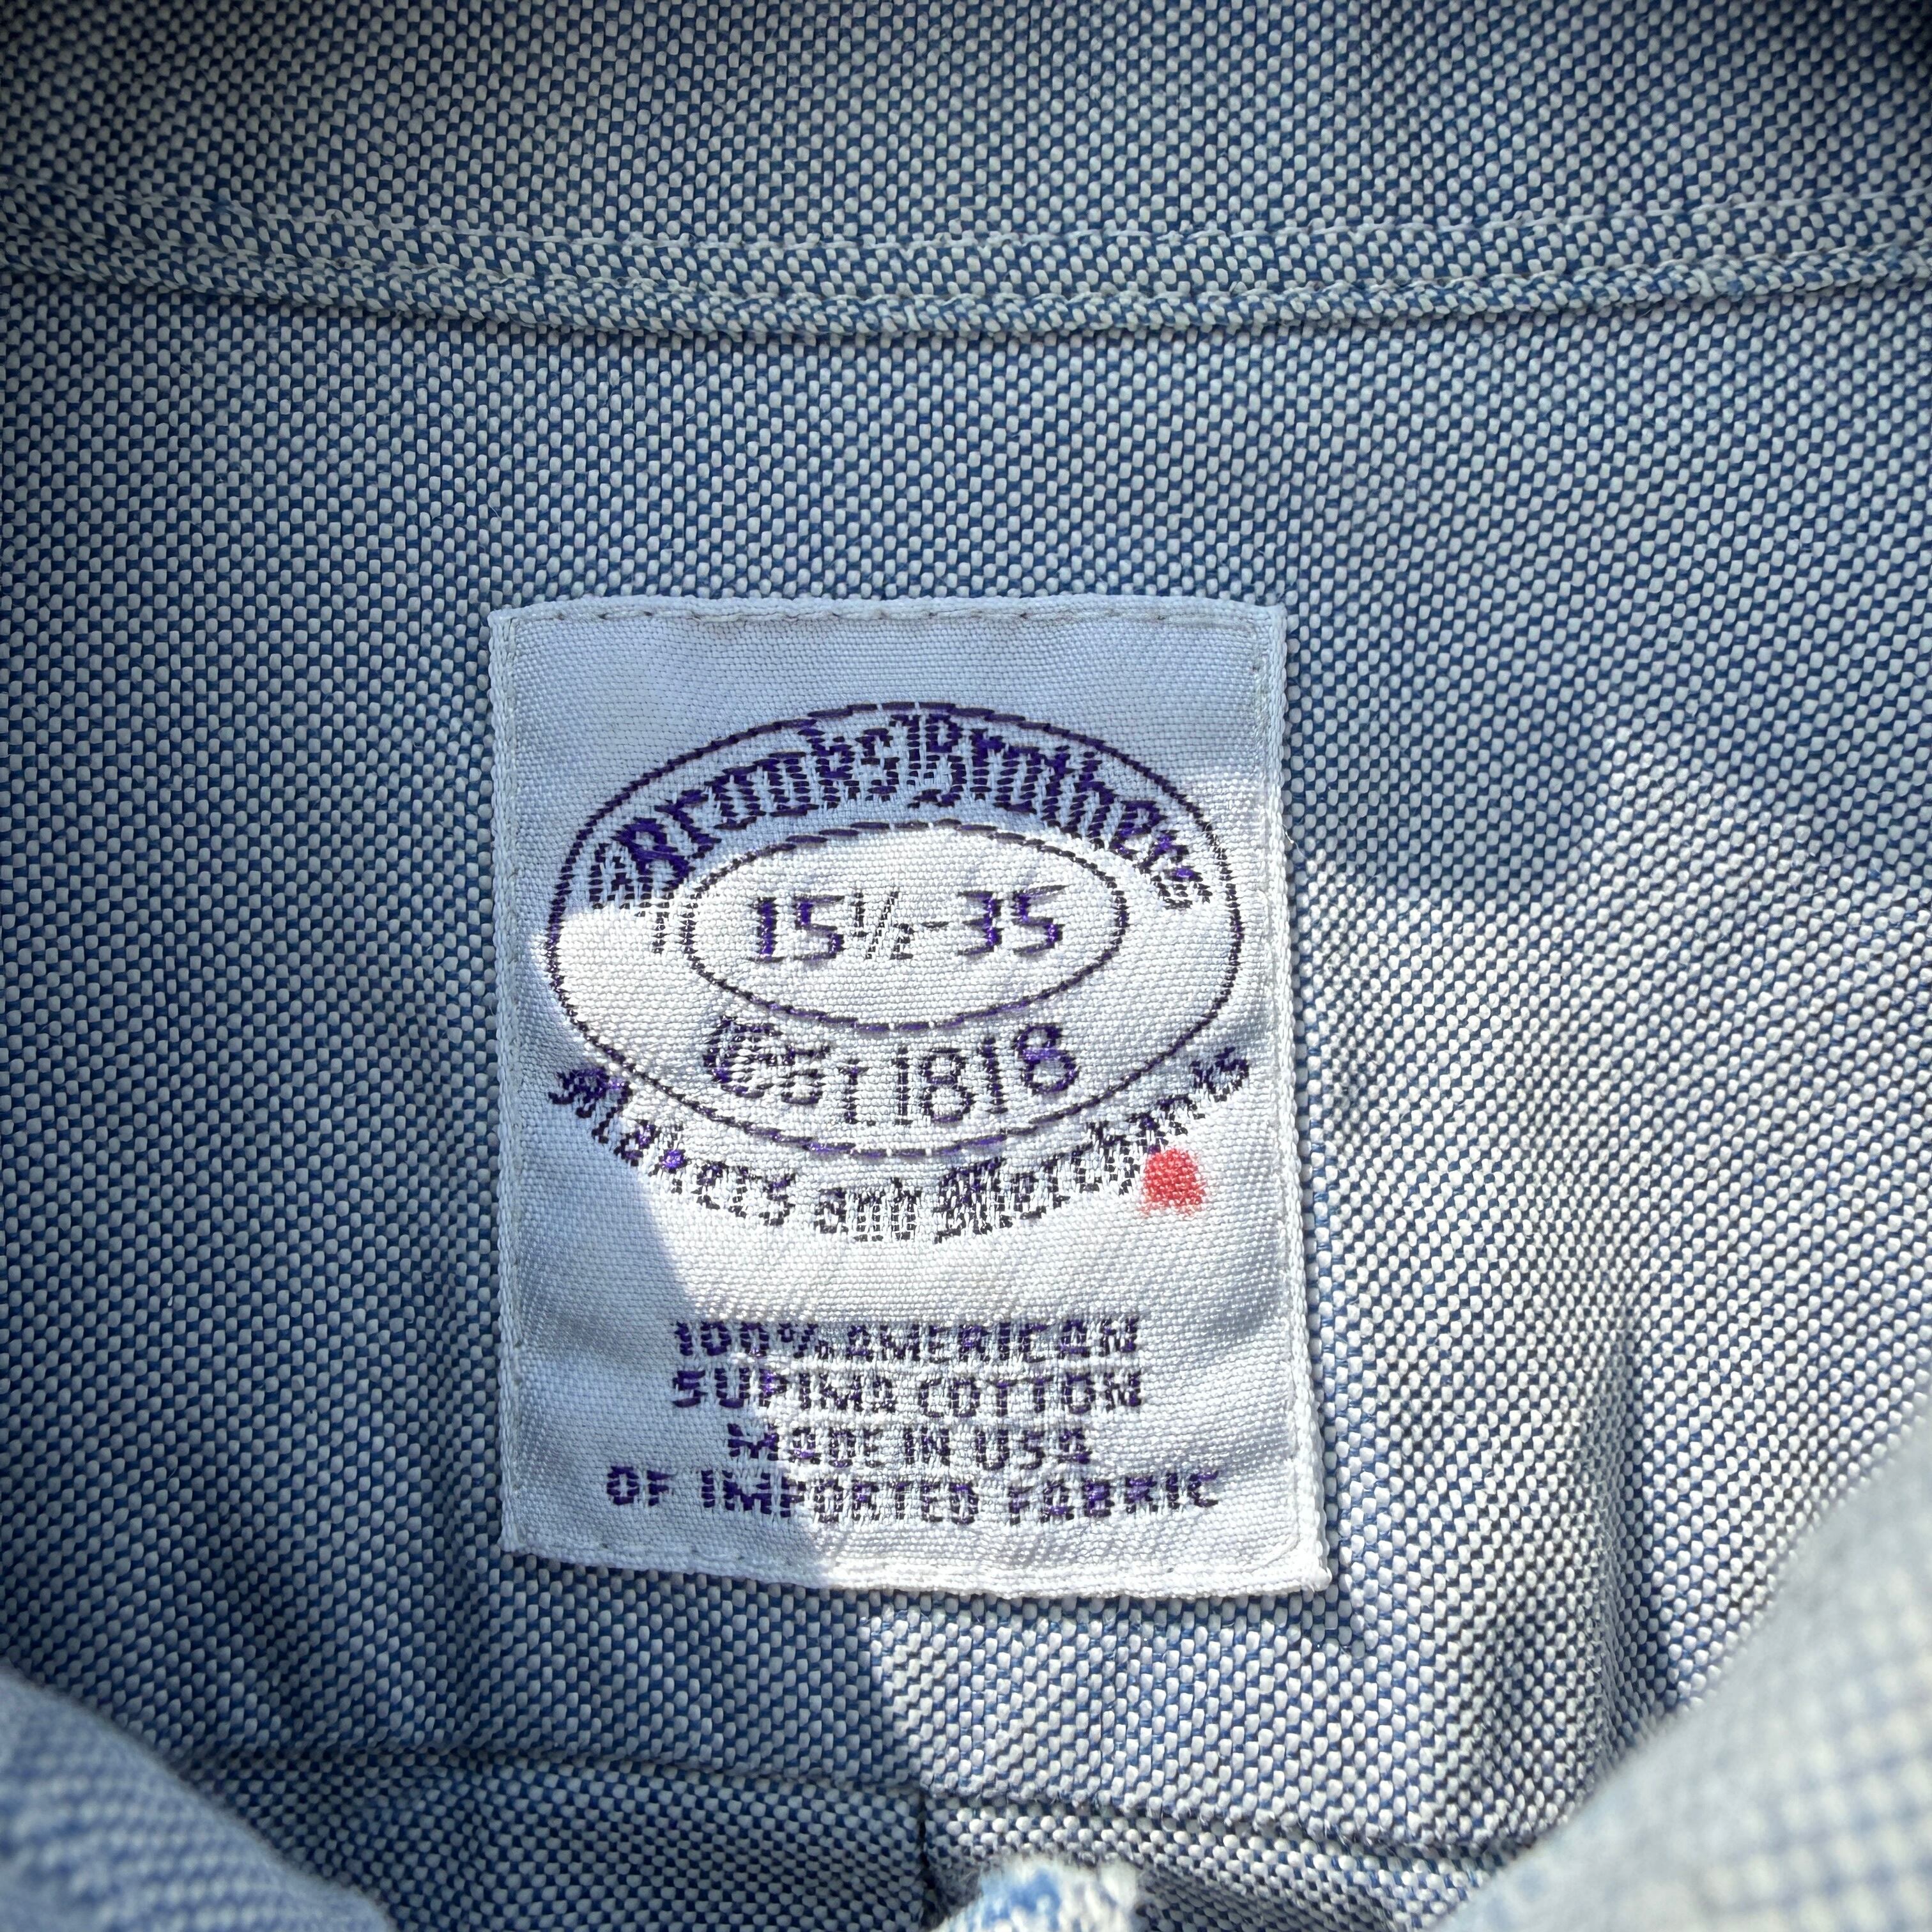 Brooks Brothers
15½-35
Est 1818
Makers and Merchants
100% AMERICAN
SUPIMA COTTON
MADE IN USA
OF IMPORTED FABRIC